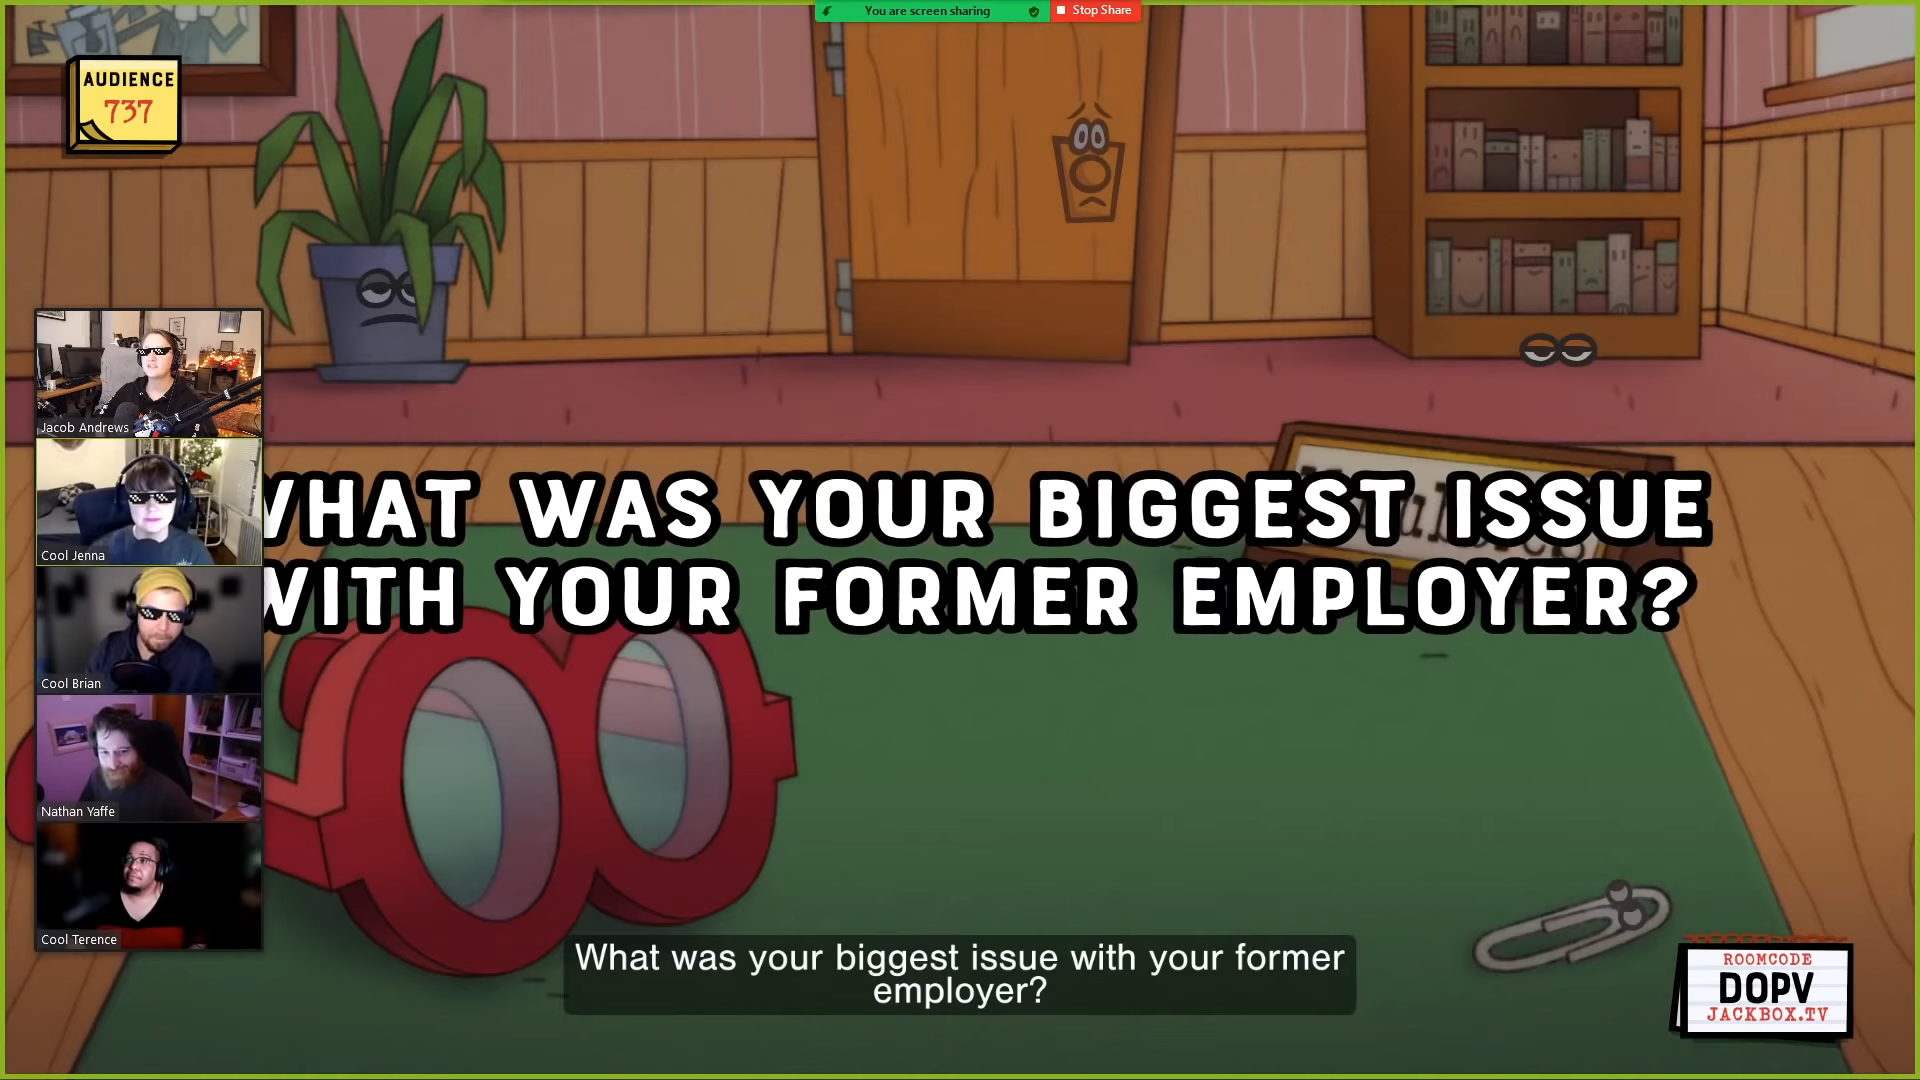 You are screen sharing
Stop Share
AUDIENCE
737
WHAT WAS YOUR BIGGEST ISSUE
WITH YOUR FORMER EMPLOYER?
Jacob Andrews
Cool Jenna
Cool Brian
Nathan Yaffe
Cool Terence
What was your biggest issue with your former
employer?
ROOMCODE
DOPV
JACKBOX.TV